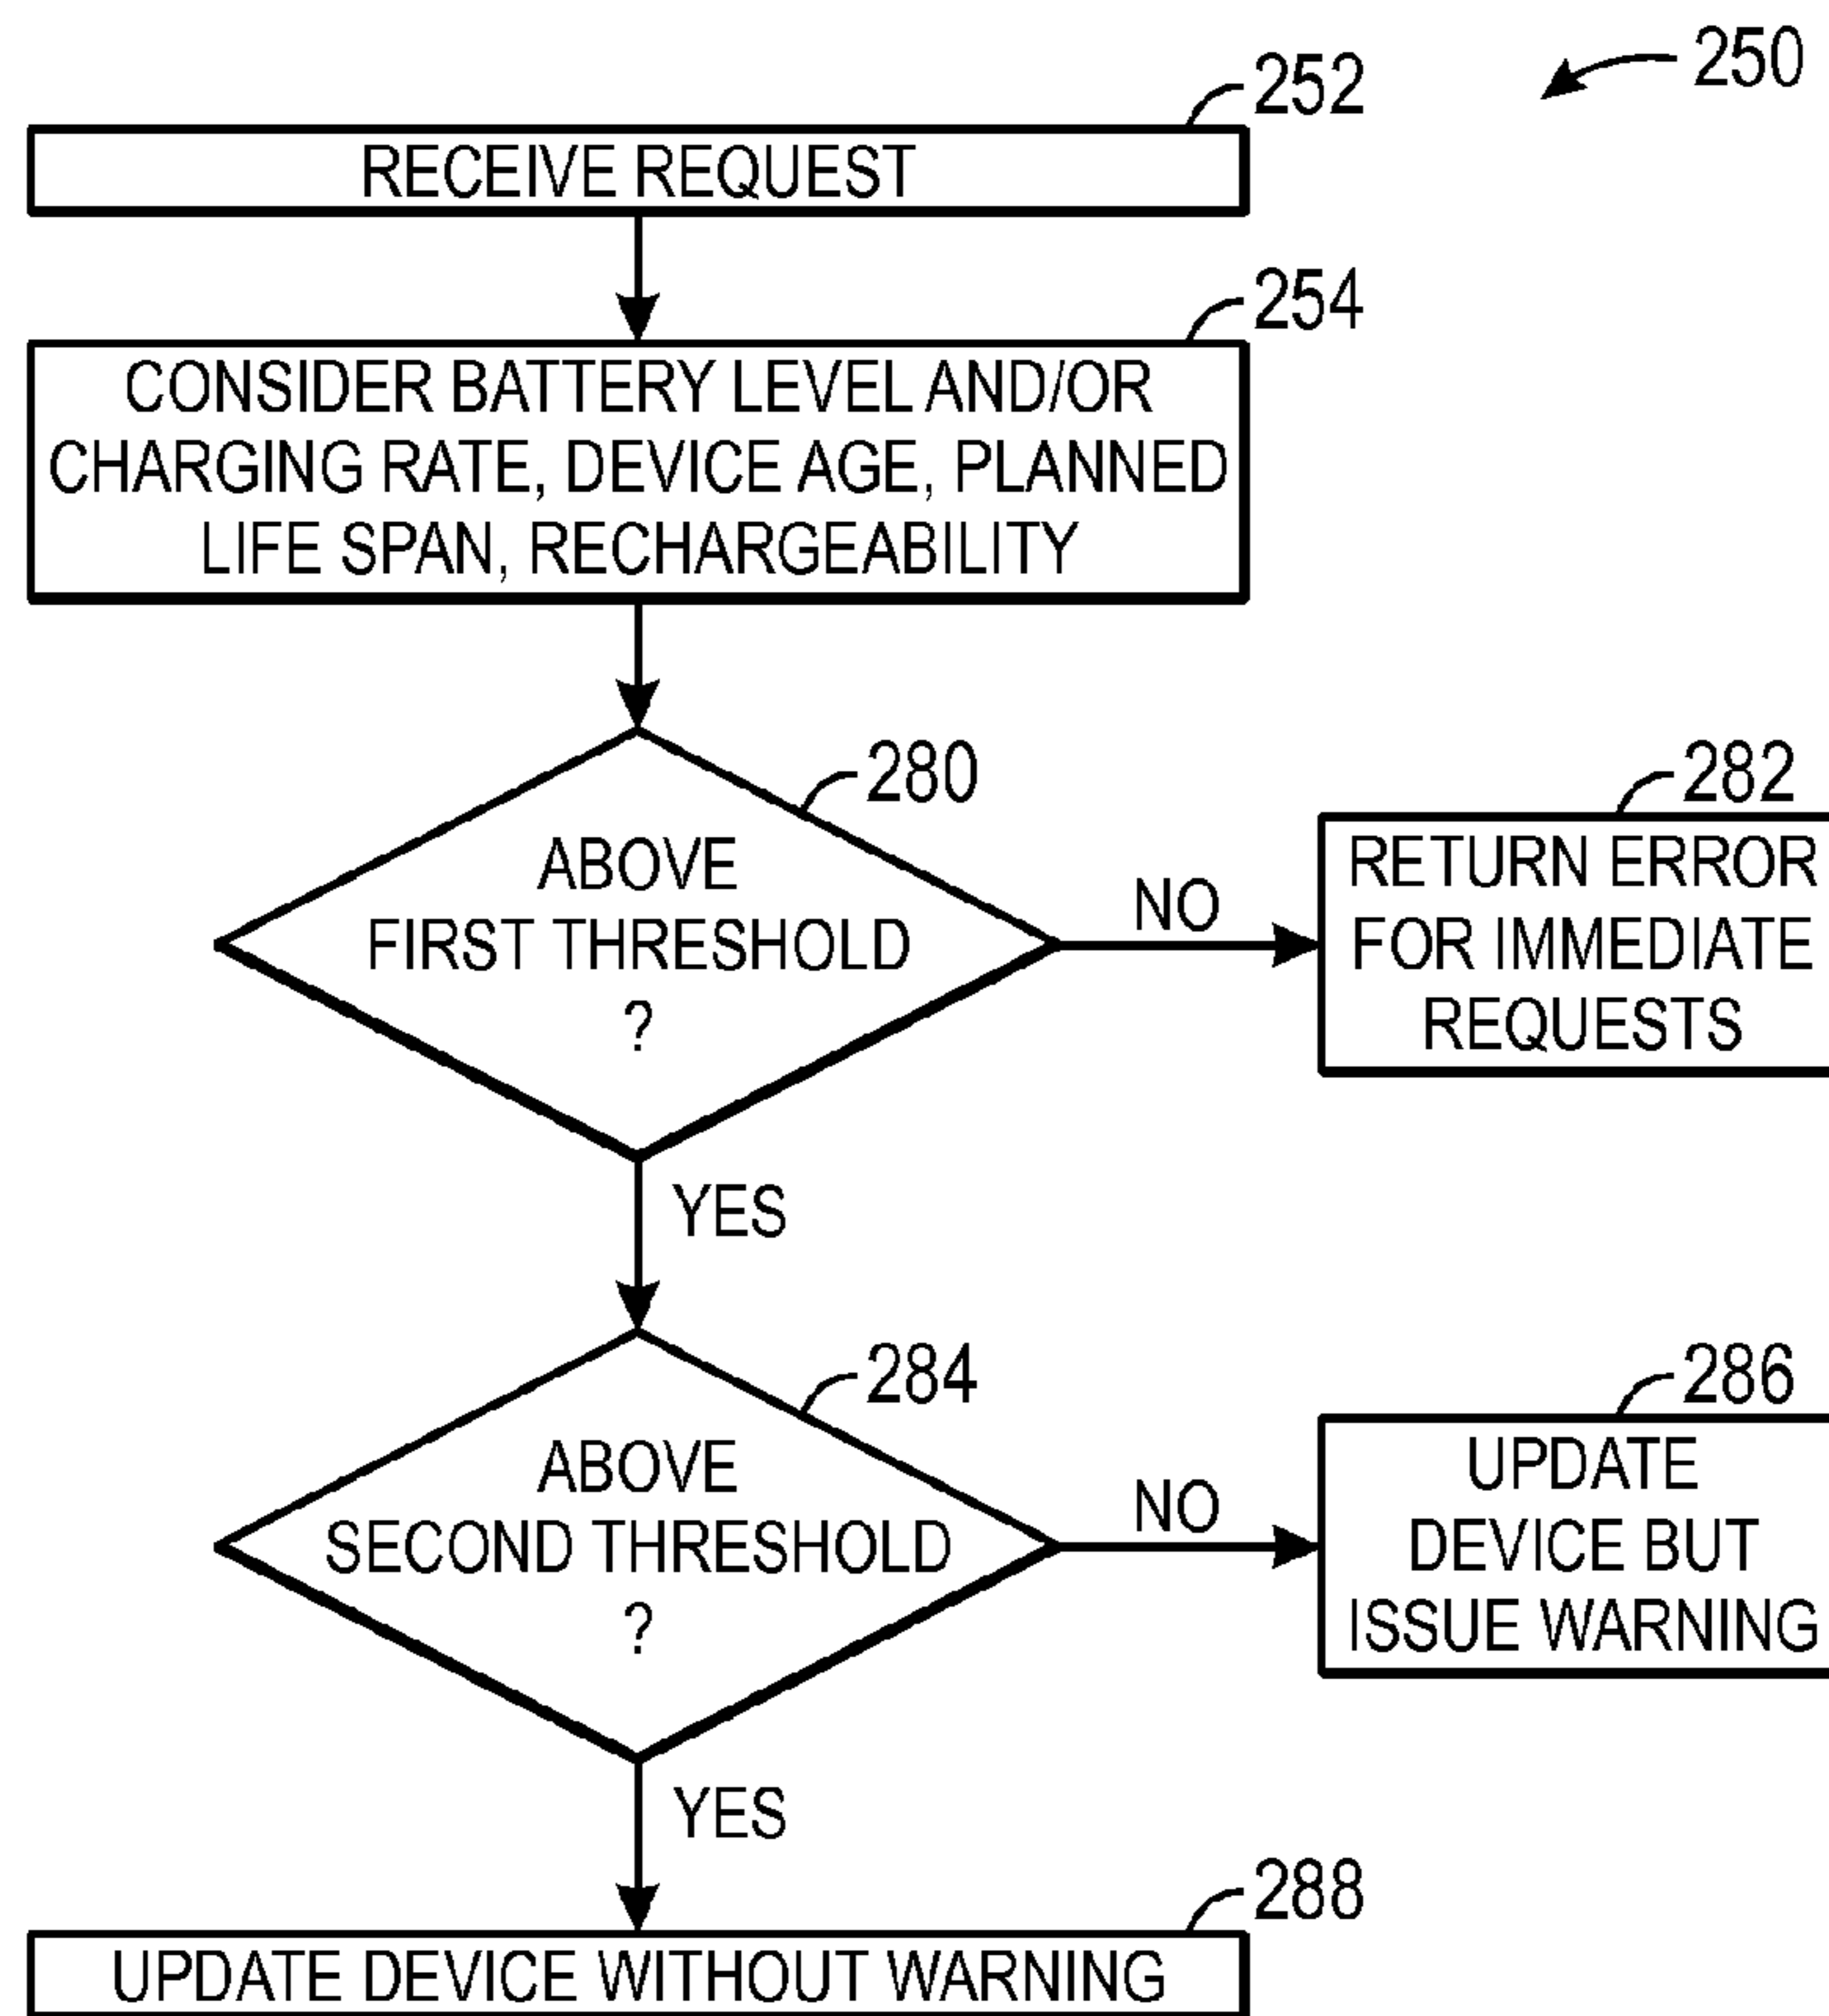 250
252
RECEIVE REQUEST
254
CONSIDER BATTERY LEVEL AND/OR
CHARGING RATE, DEVICE AGE, PLANNED
LIFE SPAN, RECHARGEABILITY
280
ABOVE
FIRST THRESHOLD
?
NO
282
RETURN ERROR
FOR IMMEDIATE
REQUESTS
YES
284
ABOVE
SECOND THRESHOLD
?
NO
286
UPDATE
DEVICE BUT
ISSUE WARNING
YES
288
UPDATE DEVICE WITHOUT WARNING